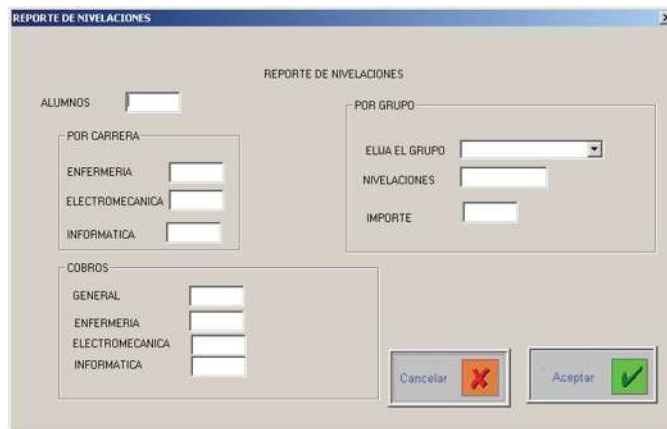 REPORTE DE NIVELACIONES
REPORTE DE NIVELACIONES
ALUMNOS
POR CARRERA
ENFERMERIA
ELECTROMECANICA
INFORMATICA
POR GRUPO
ELIJA EL GRUPO
NIVELACIONES
IMPORTE
COBROS
GENERAL
ENFERMERIA
ELECTROMECANICA
INFORMATICA
Cancelar
Aceptar